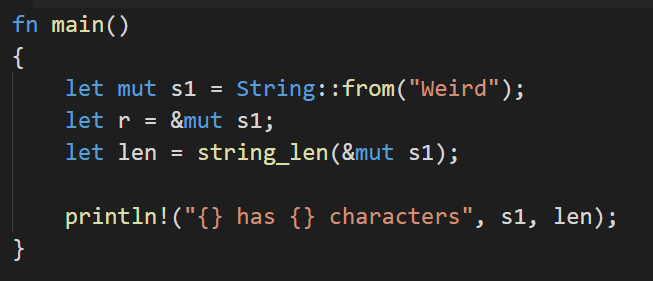 fn main()
{
    let mut s1 = String::from("Weird");
    let r = &mut s1;
    let len = string_len(&mut s1);

    println!("{} has {} characters", s1, len);
}